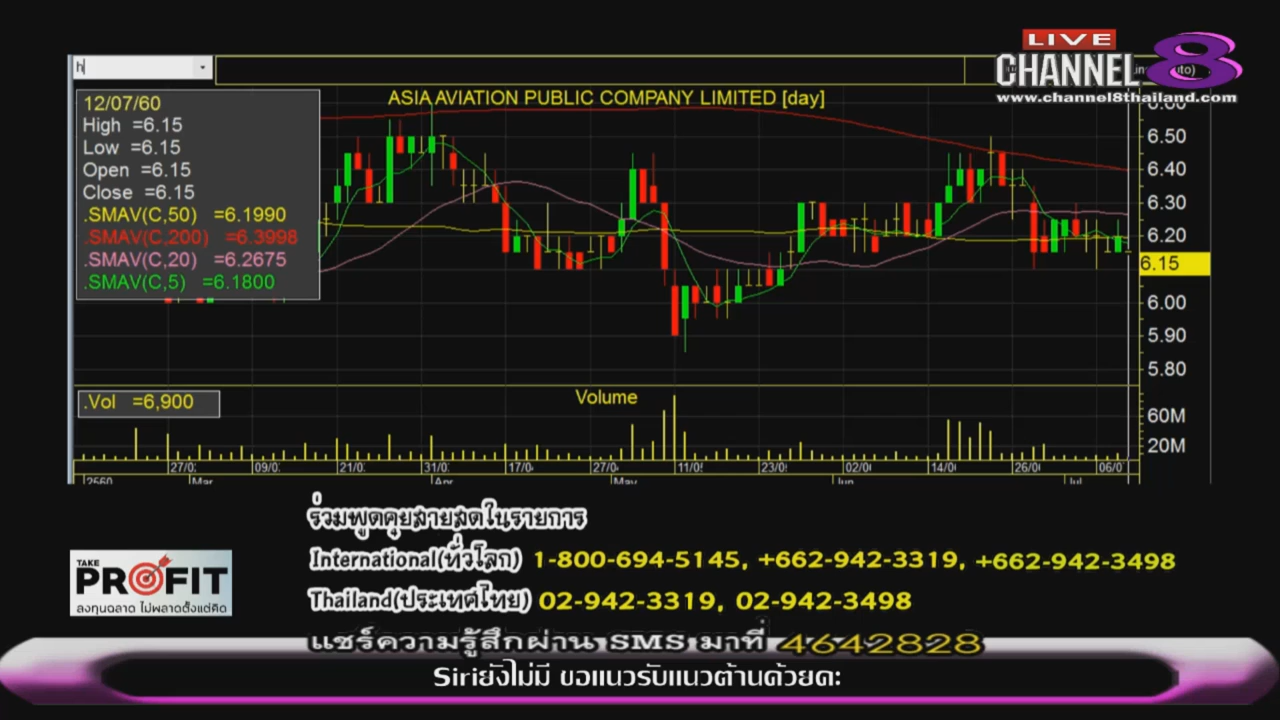 LIVE
CHANNEL 8
www.channel8thailand.com
h
ASIA AVIATION PUBLIC COMPANY LIMITED [day]
12/07/60
High =6.15
Low =6.15
Open =6.15
Close =6.15
.SMAV(C,50) =6.1990
.SMAV(C,200) =6.3998
.SMAV(C,20) =6.2675
.SMAV(C,5) =6.1800
6.60
6.50
6.40
6.30
6.20
6.15
6.00
5.90
5.80
.Vol =6,900
Volume
60M
20M
27/0 09/0 21/0 31/0 17/0 27/0 11/0 23/0 02/0 14/0 26/0 06/0
2560 Mar Apr May Jun Jul
ร่วมพูดคุยสายสดในรายการ
International(ทั่วโลก) 1-800-694-5145, +662-942-3319, +662-942-3498
Thailand(ประเทศไทย) 02-942-3319, 02-942-3498
TAKE
PROFIT
ลงทุนฉลาด ไม่พลาดตั้งแต่คิด
แชร์ความรู้สึกผ่าน SMS มาที่ 4642828
Siriยังไม่มี ขอแนวรับแนวต้านด้วยคะ